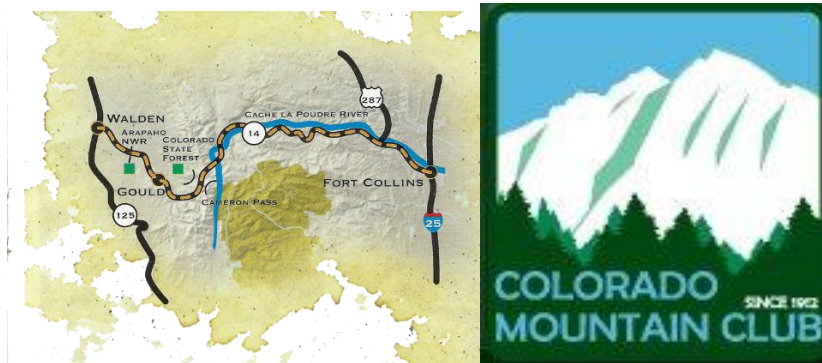 287
CACHE LA POUDRE RIVER
14
WALDEN
ARAPAHO
NWR
COLORADO
STATE
FOREST
GOULD
CAMERON PASS
125
FORT COLLINS
25
COLORADO
SINCE 1912
MOUNTAIN CLUB